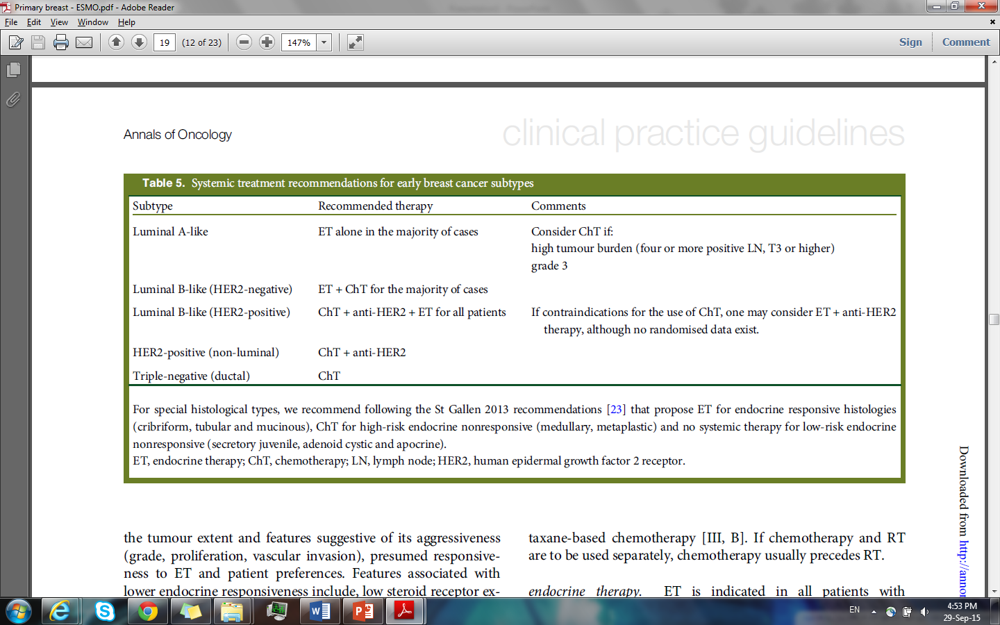 Primary breast - ESMO.pdf - Adobe Reader
File Edit View Window Help
19 (12 of 23) 147% Sign Comment
Annals of Oncology
clinical practice guidelines
Table 5. Systemic treatment recommendations for early breast cancer subtypes
Subtype Recommended therapy Comments
Luminal A-like ET alone in the majority of cases Consider ChT if:
high tumour burden (four or more positive LN, T3 or higher)
grade 3
Luminal B-like (HER2-negative) ET + ChT for the majority of cases
Luminal B-like (HER2-positive) ChT + anti-HER2 + ET for all patients If contraindications for the use of ChT, one may consider ET + anti-HER2
therapy, although no randomised data exist.
HER2-positive (non-luminal) ChT + anti-HER2
Triple-negative (ductal) ChT
For special histological types, we recommend following the St Gallen 2013 recommendations [23] that propose ET for endocrine responsive histologies
(cribriform, tubular and mucinous), ChT for high-risk endocrine nonresponsive (medullary, metaplastic) and no systemic therapy for low-risk endocrine
nonresponsive (secretory juvenile, adenoid cystic and apocrine).
ET, endocrine therapy; ChT, chemotherapy; LN, lymph node; HER2, human epidermal growth factor 2 receptor.
the tumour extent and features suggestive of its aggressiveness
(grade, proliferation, vascular invasion), presumed responsive-
ness to ET and patient preferences. Features associated with
lower endocrine responsiveness include, low steroid receptor ex-
taxane-based chemotherapy [III, B]. If chemotherapy and RT
are to be used separately, chemotherapy usually precedes RT.
endocrine therapy. ET is indicated in all patients with
Downloaded from http://annon
EN
4:53 PM
29-Sep-15